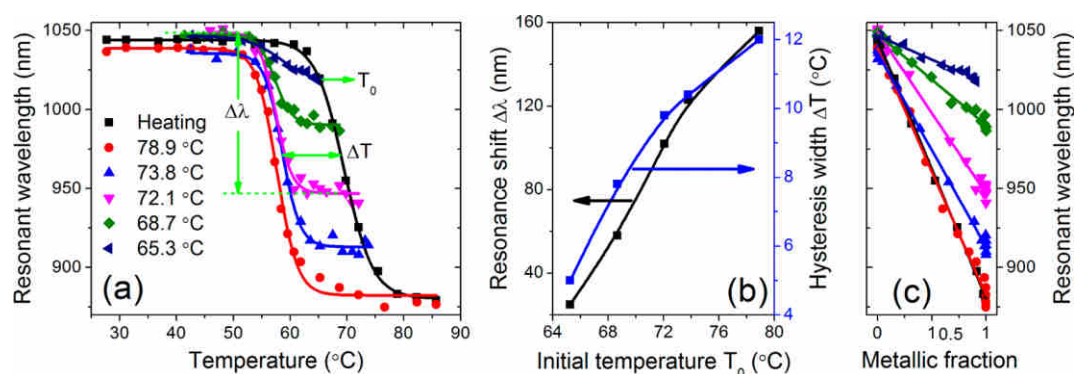 Resonant wavelength (nm)
1050
1000
950
900
30 40 50 60 70 80 90
Temperature (°C)
Heating
78.9 °C
73.8 °C
72.1 °C
68.7 °C
65.3 °C
Δλ
T0
ΔT
(a)
Resonance shift Δλ (nm)
160
120
80
40
64 68 72 76 80
Initial temperature T0 (°C)
12
10
8
6
4
Hysteresis width ΔT (°C)
(b)
(c)
0 1 0.5 1
Metallic fraction
1050
1000
950
900
Resonant wavelength (nm)